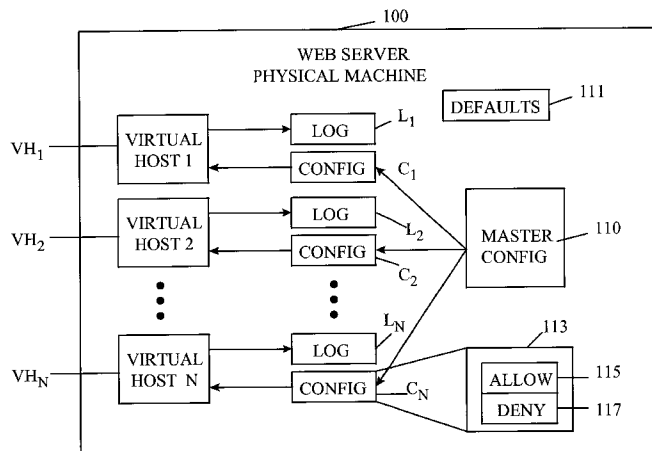 100
WEB SERVER
PHYSICAL MACHINE
111
DEFAULTS
VH1
VIRTUAL
HOST 1
LOG
L1
CONFIG
C1
VH2
VIRTUAL
HOST 2
LOG
L2
CONFIG
C2
MASTER
CONFIG
110
VHN
VIRTUAL
HOST N
LOG
LN
CONFIG
CN
113
ALLOW
115
DENY
117